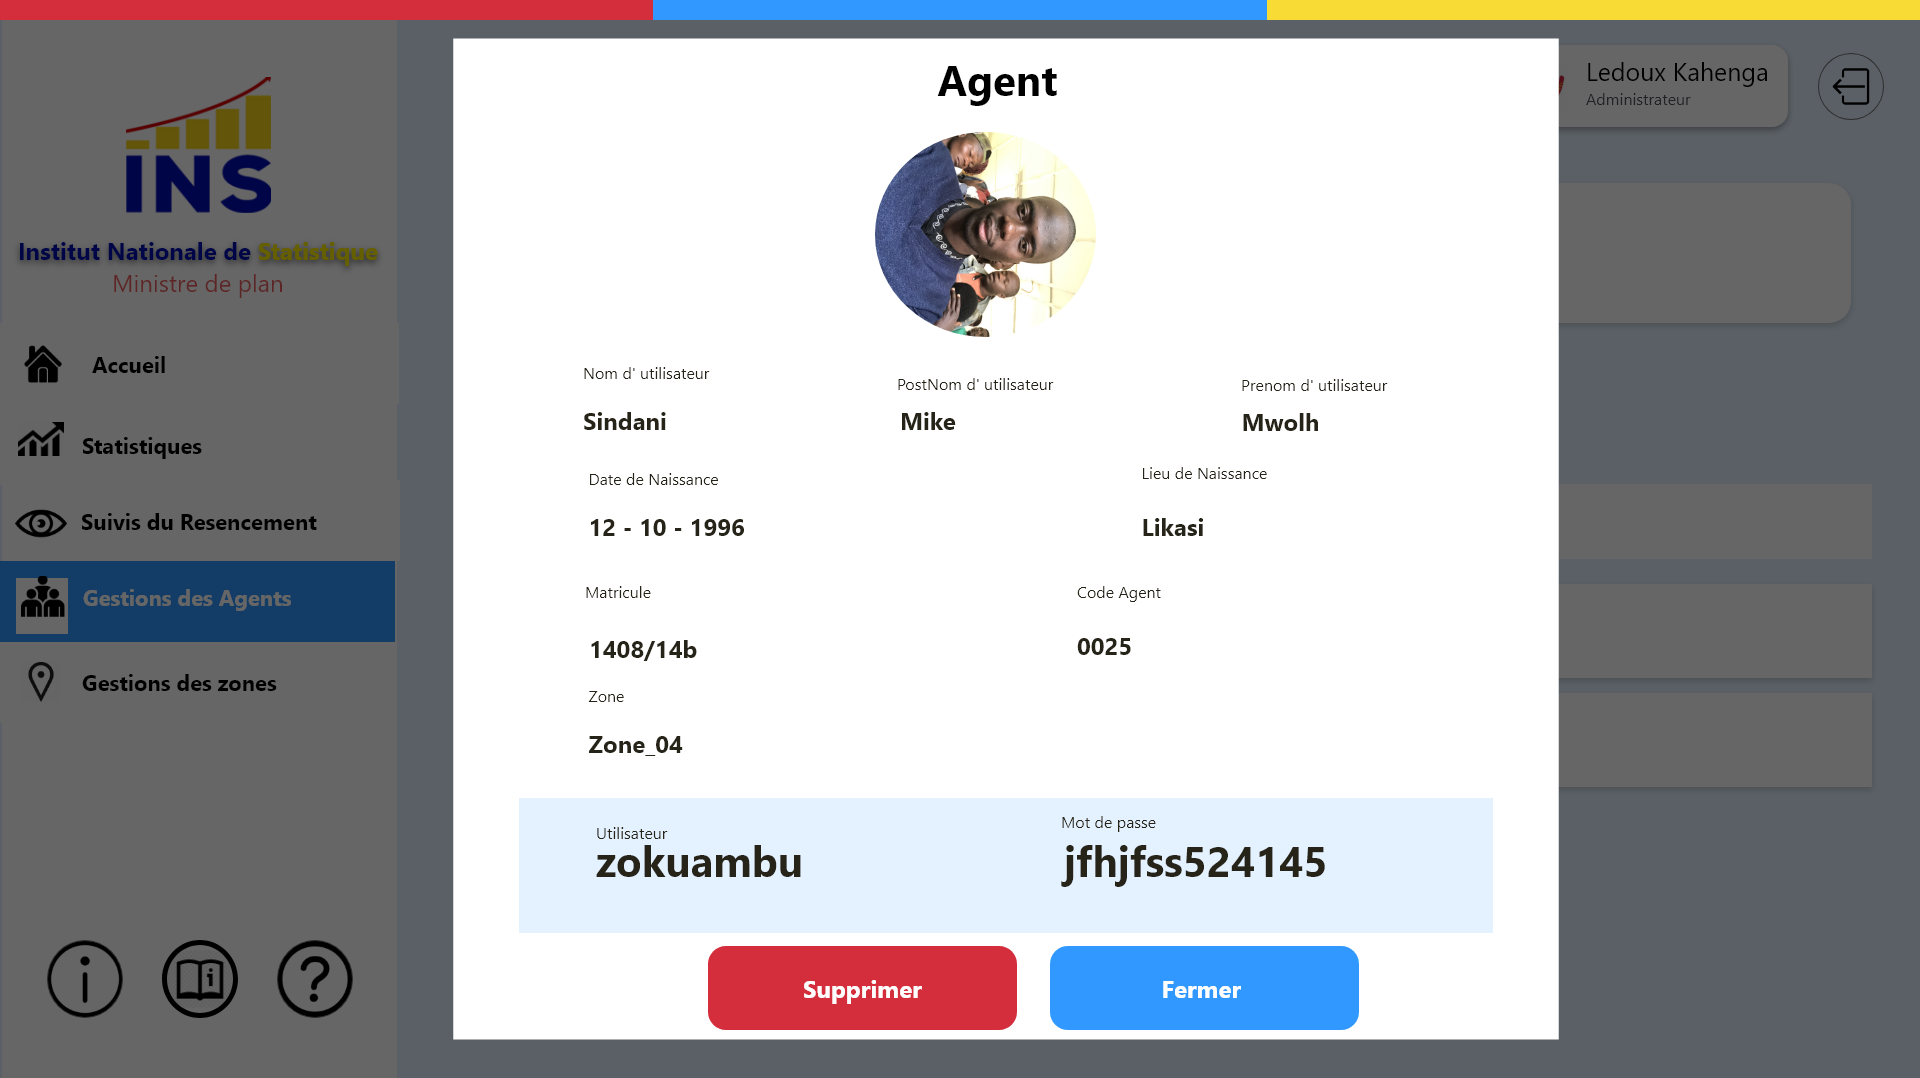 INS
Institut Nationale de Statistique
Ministre de plan
Accueil
Statistiques
Suivis du Resencement
Gestions des Agents
Gestions des zones
Ledoux Kahenga
Administrateur
Agent
Nom d' utilisateur
Sindani
PostNom d' utilisateur
Mike
Prenom d' utilisateur
Mwolh
Date de Naissance
12 - 10 - 1996
Lieu de Naissance
Likasi
Matricule
1408/14b
Code Agent
0025
Zone
Zone_04
Utilisateur
zokuambu
Mot de passe
jfhjfss524145
Supprimer
Fermer